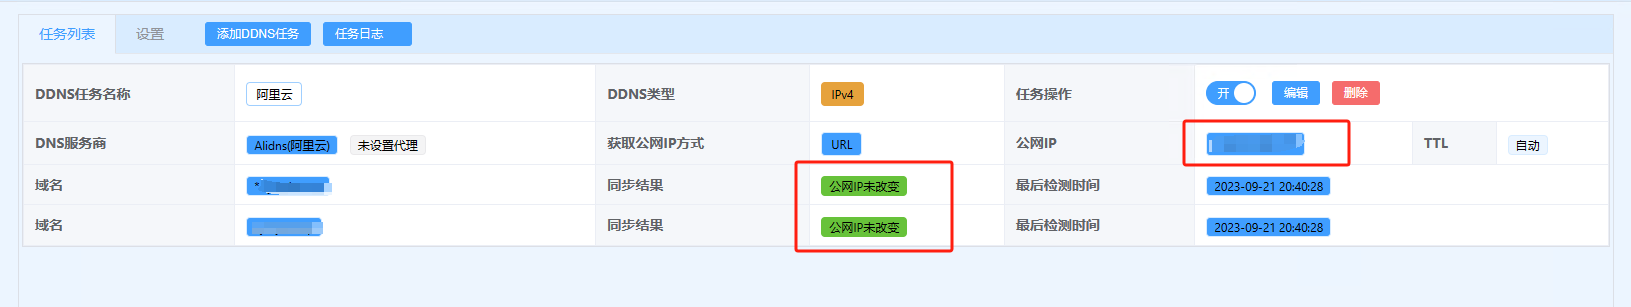 任务列表 设置 添加DDNS任务 任务日志
DDNS任务名称 阿里云 DDNS类型 IPv4 任务操作 开 编辑 删除
DNS服务商 Alidns(阿里云) 未设置代理 获取公网IP方式 URL 公网IP TTL 自动
域名 同步结果 公网IP未改变 最后检测时间 2023-09-21 20:40:28
域名 同步结果 公网IP未改变 最后检测时间 2023-09-21 20:40:28